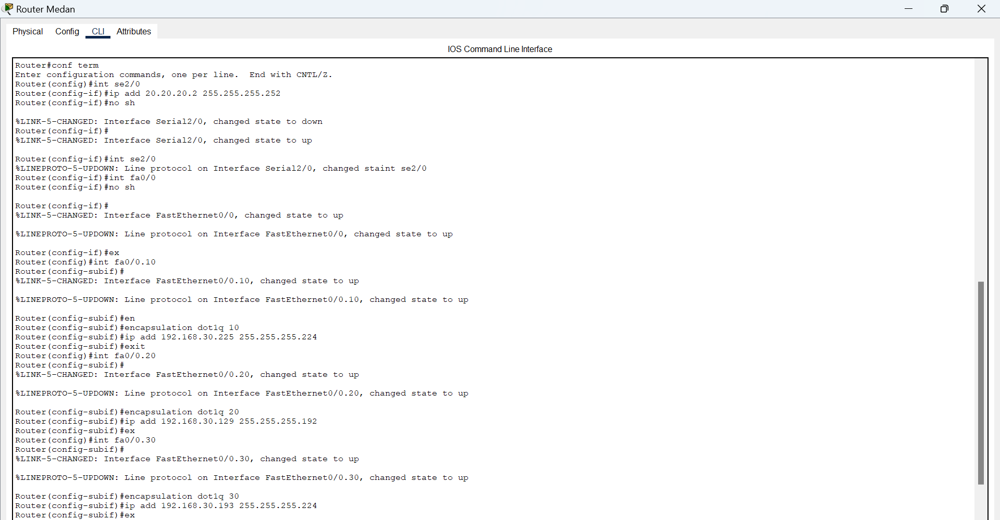 Router Medan
Physical Config CLI Attributes
IOS Command Line Interface
Router#conf term
Enter configuration commands, one per line.  End with CNTL/Z.
Router(config)#int se2/0
Router(config-if)#ip add 20.20.20.2 255.255.255.252
Router(config-if)#no sh
%LINK-5-CHANGED: Interface Serial2/0, changed state to down
Router(config-if)#
%LINK-5-CHANGED: Interface Serial2/0, changed state to up
Router(config-if)#int se2/0
%LINEPROTO-5-UPDOWN: Line protocol on Interface Serial2/0, changed staint se2/0
Router(config-if)#int fa0/0
Router(config-if)#no sh
Router(config-if)#
%LINK-5-CHANGED: Interface FastEthernet0/0, changed state to up
%LINEPROTO-5-UPDOWN: Line protocol on Interface FastEthernet0/0, changed state to up
Router(config-if)#ex
Router(config)#int fa0/0.10
Router(config-subif)#
%LINK-5-CHANGED: Interface FastEthernet0/0.10, changed state to up
%LINEPROTO-5-UPDOWN: Line protocol on Interface FastEthernet0/0.10, changed state to up
Router(config-subif)#en
Router(config-subif)#encapsulation dot1q 10
Router(config-subif)#ip add 192.168.30.225 255.255.255.224
Router(config-subif)#exit
Router(config)#int fa0/0.20
Router(config-subif)#
%LINK-5-CHANGED: Interface FastEthernet0/0.20, changed state to up
%LINEPROTO-5-UPDOWN: Line protocol on Interface FastEthernet0/0.20, changed state to up
Router(config-subif)#encapsulation dot1q 20
Router(config-subif)#ip add 192.168.30.129 255.255.255.192
Router(config-subif)#ex
Router(config)#int fa0/0.30
Router(config-subif)#
%LINK-5-CHANGED: Interface FastEthernet0/0.30, changed state to up
%LINEPROTO-5-UPDOWN: Line protocol on Interface FastEthernet0/0.30, changed state to up
Router(config-subif)#encapsulation dot1q 30
Router(config-subif)#ip add 192.168.30.193 255.255.255.224
Router(config-subif)#ex